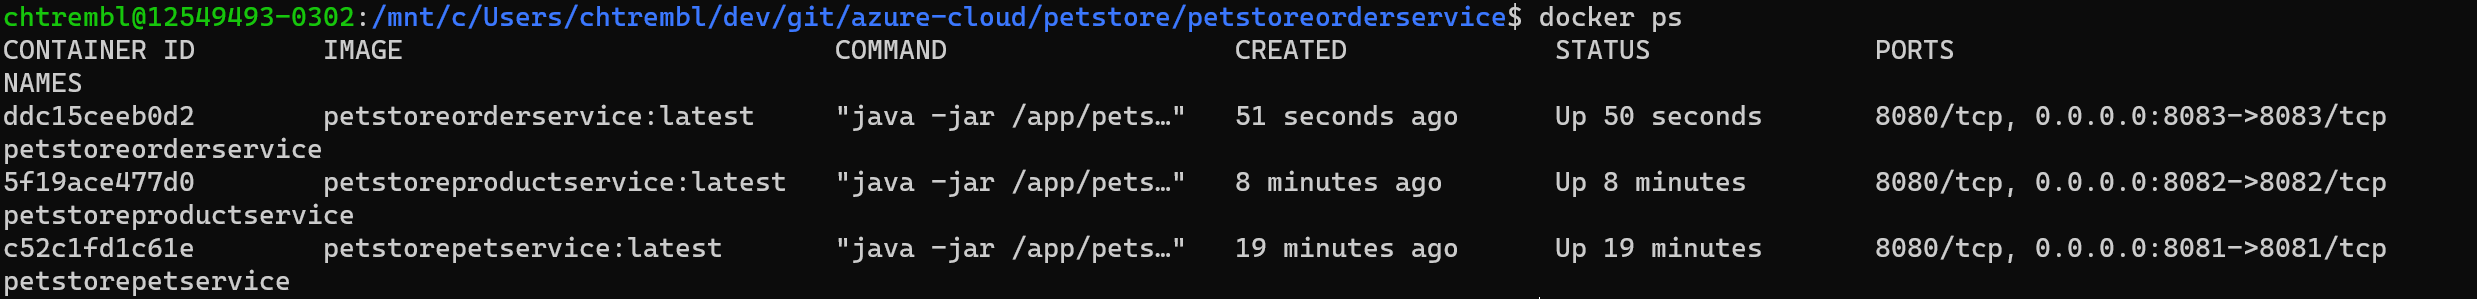 chtrembl@12549493-0302:/mnt/c/Users/chtrembl/dev/git/azure-cloud/petstore/petstoreorderservice$ docker ps
CONTAINER ID        IMAGE                           COMMAND                  CREATED             STATUS              PORTS
NAMES
ddc15ceeb0d2        petstoreorderservice:latest     "java -jar /app/pets…"   51 seconds ago      Up 50 seconds       8080/tcp, 0.0.0.0:8083->8083/tcp
petstoreorderservice
5f19ace477d0        petstoreproductservice:latest   "java -jar /app/pets…"   8 minutes ago       Up 8 minutes        8080/tcp, 0.0.0.0:8082->8082/tcp
petstoreproductservice
c52c1fd1c61e        petstorepetservice:latest       "java -jar /app/pets…"   19 minutes ago      Up 19 minutes       8080/tcp, 0.0.0.0:8081->8081/tcp
petstorepetservice